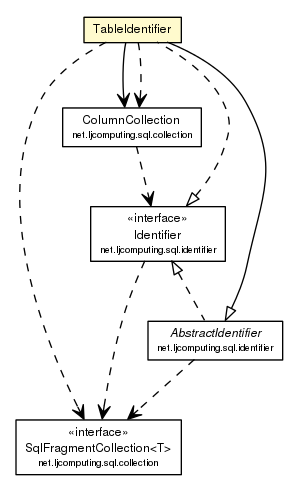 TableIdentifier
ColumnCollection
net.ljcomputing.sql.collection
«interface»
Identifier
net.ljcomputing.sql.identifier
AbstractIdentifier
net.ljcomputing.sql.identifier
«interface»
SqlFragmentCollection<T>
net.ljcomputing.sql.collection